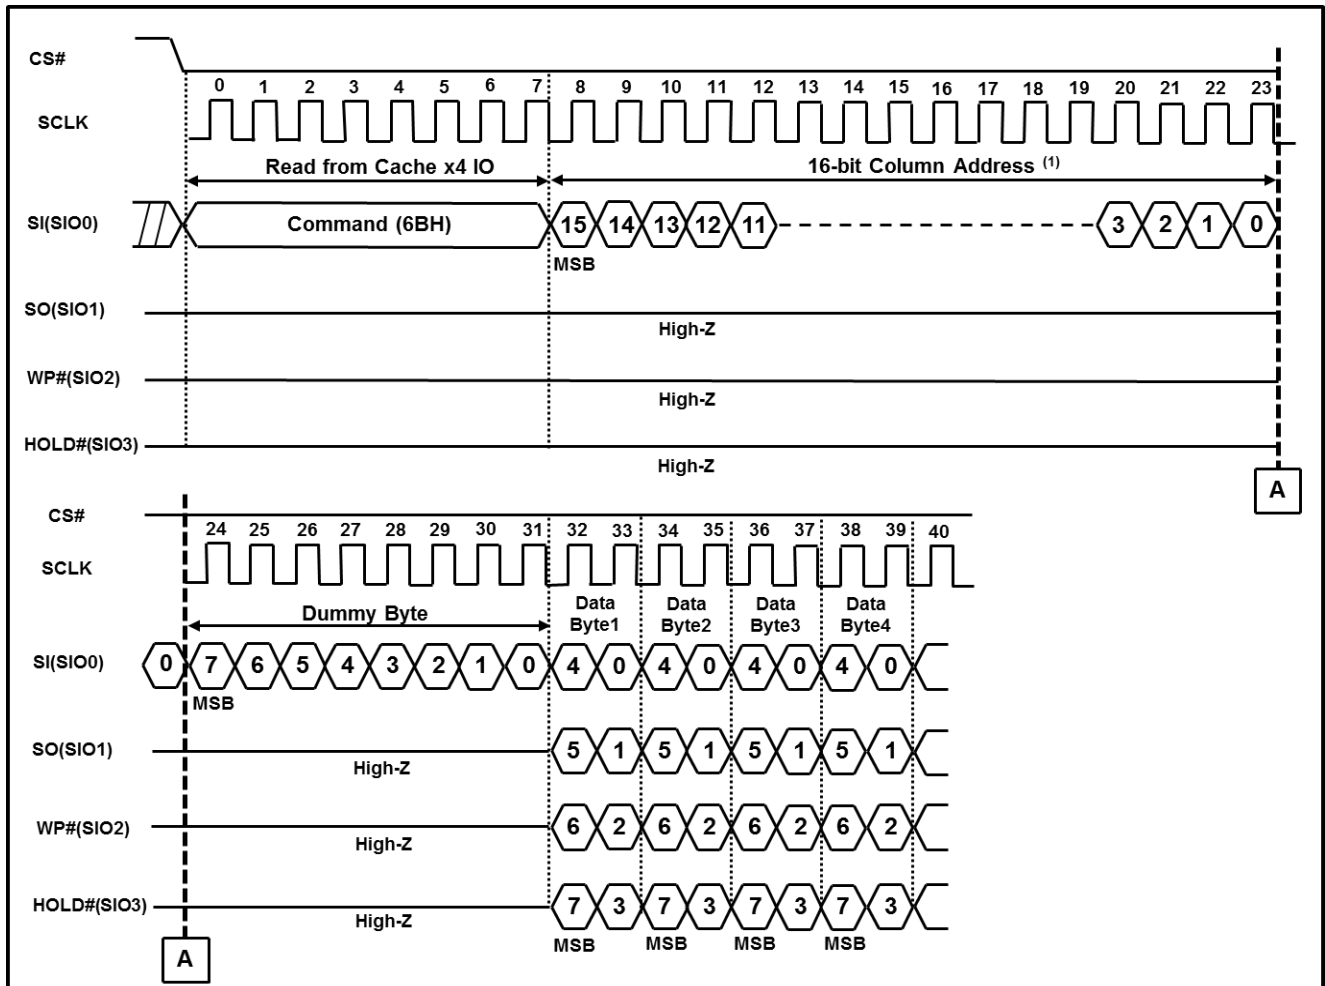 CS#
0 1 2 3 4 5 6 7 8 9 10 11 12 13 14 15 16 17 18 19 20 21 22 23
SCLK
Read from Cache x4 IO 16-bit Column Address (1)
SI(SIO0) Command (6BH) 15 14 13 12 11 3 2 1 0
MSB
SO(SIO1)
High-Z
WP#(SIO2)
High-Z
HOLD#(SIO3)
High-Z
A
CS#
24 25 26 27 28 29 30 31 32 33 34 35 36 37 38 39 40
SCLK
Dummy Byte Data Data Data Data
Byte1 Byte2 Byte3 Byte4
SI(SIO0) 0 7 6 5 4 3 2 1 0 4 0 4 0 4 0 4 0
MSB
SO(SIO1) 5 1 5 1 5 1 5 1
High-Z
WP#(SIO2) 6 2 6 2 6 2 6 2
High-Z
HOLD#(SIO3) 7 3 7 3 7 3 7 3
High-Z
MSB MSB MSB MSB
A